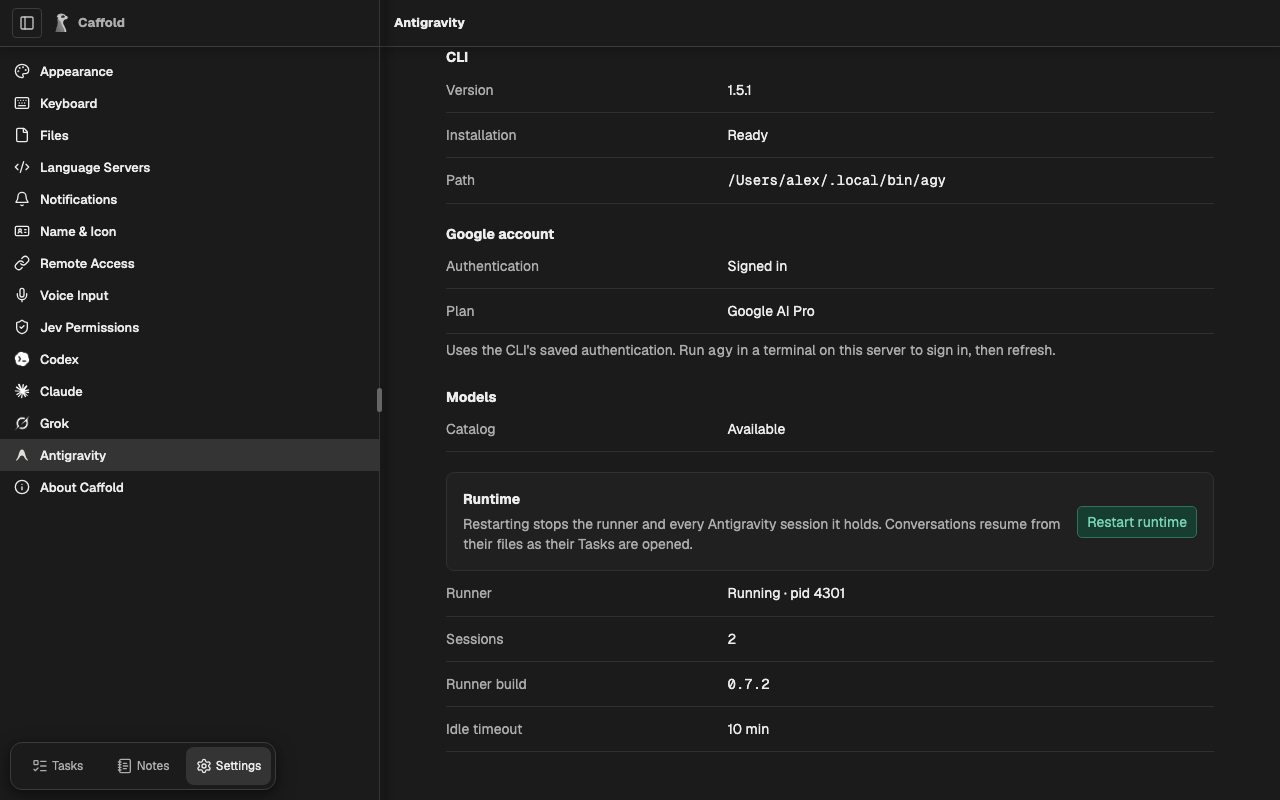 Caffold
Antigravity
Appearance
Keyboard
Files
Language Servers
Notifications
Name & Icon
Remote Access
Voice Input
Jev Permissions
Codex
Claude
Grok
Antigravity
About Caffold
Tasks
Notes
Settings
CLI
Version 1.5.1
Installation Ready
Path /Users/alex/.local/bin/agy
Google account
Authentication Signed in
Plan Google AI Pro
Uses the CLI's saved authentication. Run agy in a terminal on this server to sign in, then refresh.
Models
Catalog Available
Runtime
Restarting stops the runner and every Antigravity session it holds. Conversations resume from
their files as their Tasks are opened.
Restart runtime
Runner Running · pid 4301
Sessions 2
Runner build 0.7.2
Idle timeout 10 min